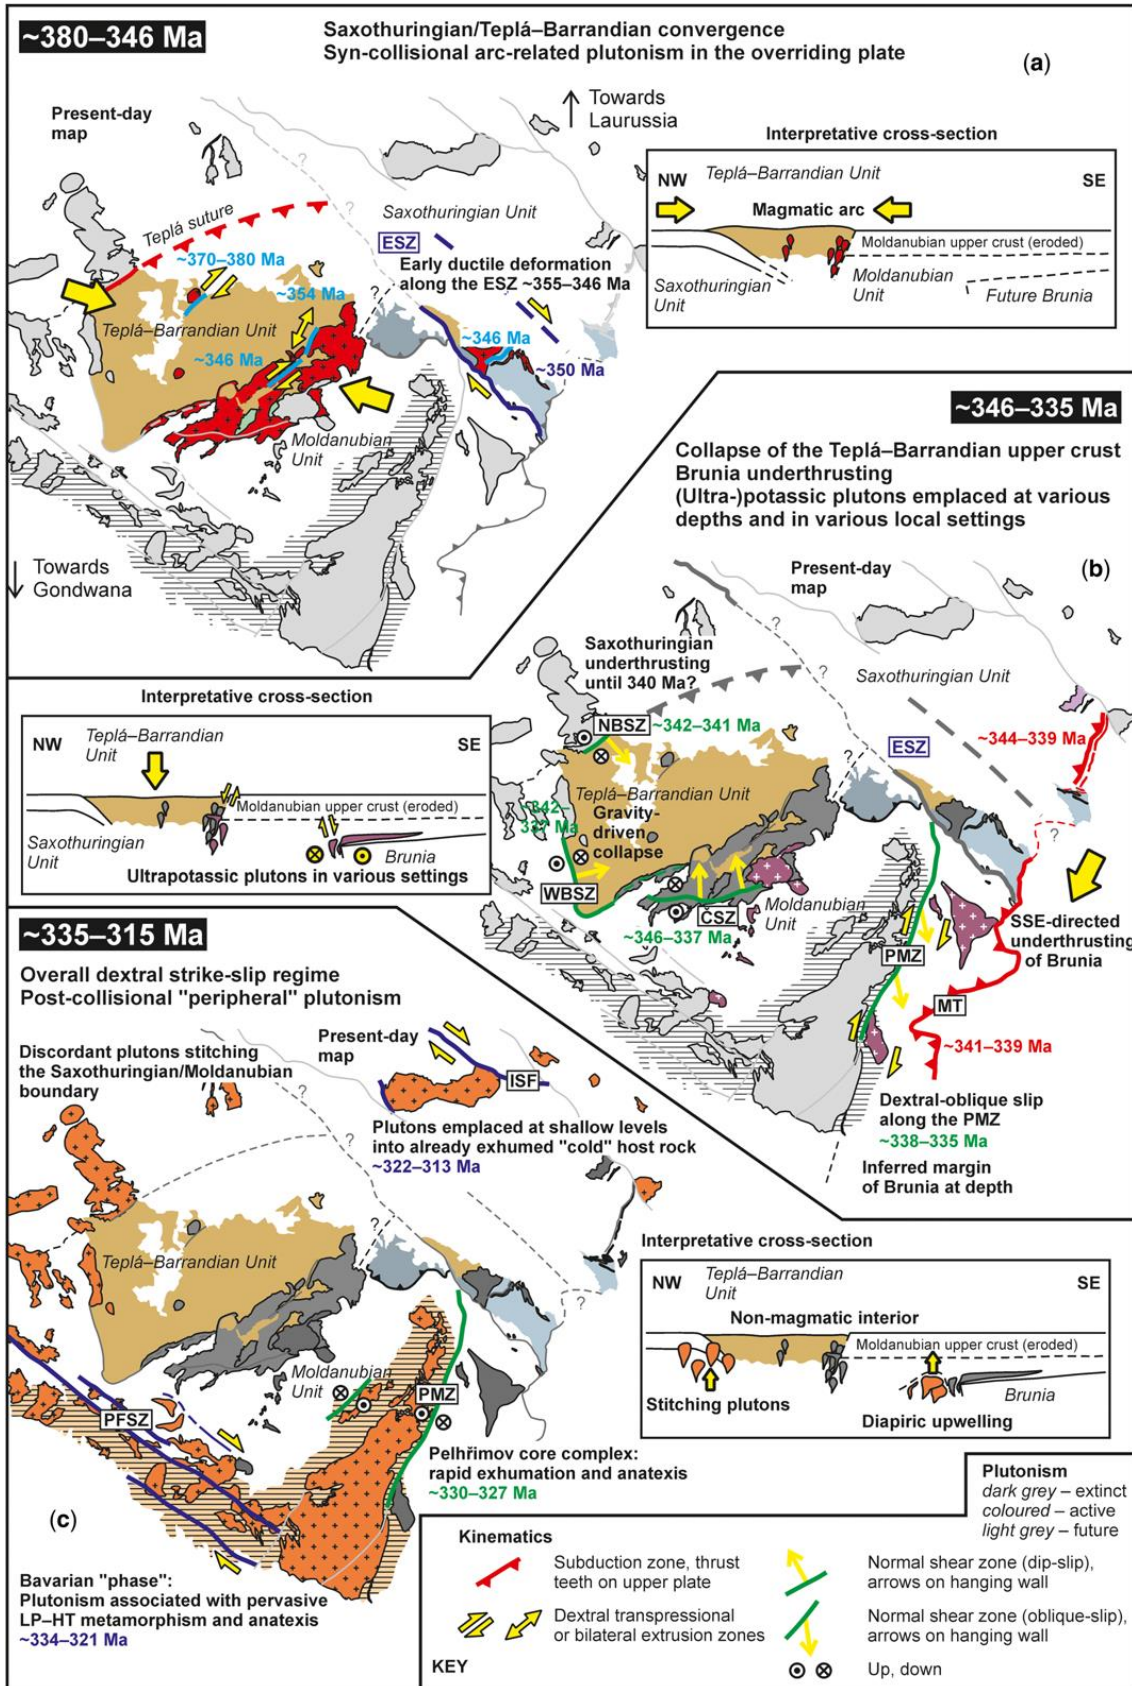 ~380–346 Ma
Saxothuringian/Teplá–Barrandian convergence
Syn-collisional arc-related plutonism in the overriding plate
(a)
Present-day
map
Towards
Laurussia
Teplá suture
?
Saxothuringian Unit
ESZ
Early ductile deformation
along the ESZ ~355–346 Ma
~370–380 Ma
~354 Ma
?
Teplá–Barrandian Unit
~346 Ma
~346 Ma
~350 Ma
Moldanubian
Unit
Towards
Gondwana
Interpretative cross-section
NW
Teplá–Barrandian Unit
SE
Magmatic arc
Moldanubian upper crust (eroded)
Saxothuringian
Unit
Moldanubian
Unit
Future Brunia
~346–335 Ma
Collapse of the Teplá–Barrandian upper crust
Brunia underthrusting
(Ultra-)potassic plutons emplaced at various
depths and in various local settings
(b)
Present-day
map
?
Saxothuringian
underthrusting
until 340 Ma?
?
Saxothuringian Unit
NBSZ
~342–341 Ma
ESZ
~344–339 Ma
?
~342–
337 Ma
Teplá–Barrandian Unit
Gravity-
driven
collapse
?
WBSZ
ČSZ
Moldanubian
Unit
~346–337 Ma
PMZ
SSE-directed
underthrusting
of Brunia
MT
~341–339 Ma
Dextral-oblique slip
along the PMZ
~338–335 Ma
Inferred margin
of Brunia at depth
Interpretative cross-section
NW
Teplá–Barrandian
Unit
SE
Moldanubian upper crust (eroded)
Saxothuringian
Unit
Brunia
Ultrapotassic plutons in various settings
~335–315 Ma
Overall dextral strike-slip regime
Post-collisional "peripheral" plutonism
Discordant plutons stitching
the Saxothuringian/Moldanubian
boundary
Present-day
map
ISF
Plutons emplaced at shallow levels
into already exhumed "cold" host rock
~322–313 Ma
?
?
?
Teplá–Barrandian Unit
Moldanubian
Unit
PMZ
PFSZ
Pelhřimov core complex:
rapid exhumation and anatexis
~330–327 Ma
(c)
Bavarian "phase":
Plutonism associated with pervasive
LP–HT metamorphism and anatexis
~334–321 Ma
Interpretative cross-section
NW
Teplá–Barrandian
Unit
SE
Non-magmatic interior
Moldanubian upper crust (eroded)
Brunia
Stitching plutons
Diapiric upwelling
Plutonism
dark grey – extinct
coloured – active
light grey – future
Kinematics
Subduction zone, thrust
teeth on upper plate
Dextral transpressional
or bilateral extrusion zones
Normal shear zone (dip-slip),
arrows on hanging wall
Normal shear zone (oblique-slip),
arrows on hanging wall
Up, down
KEY